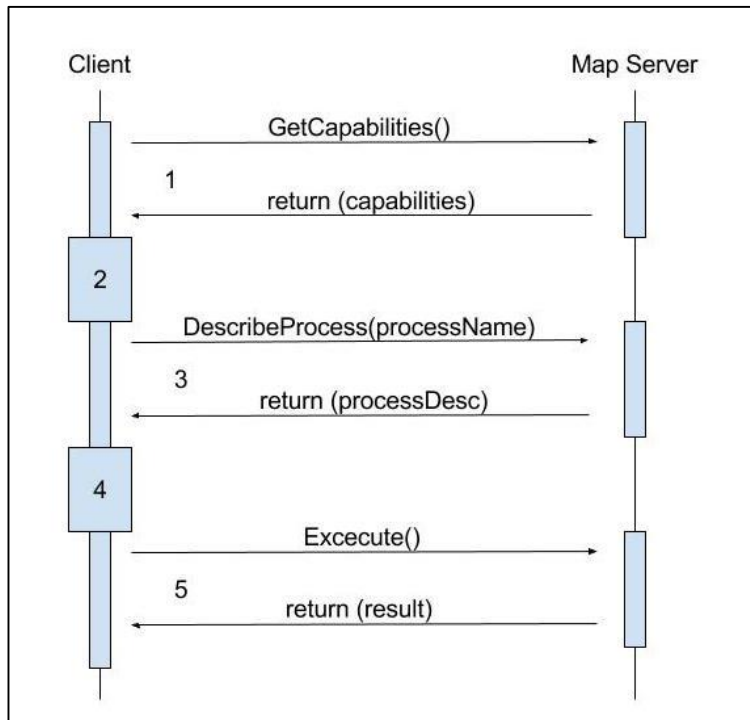 Client
Map Server
GetCapabilities()
1
return (capabilities)
2
DescribeProcess(processName)
3
return (processDesc)
4
Excecute()
5
return (result)